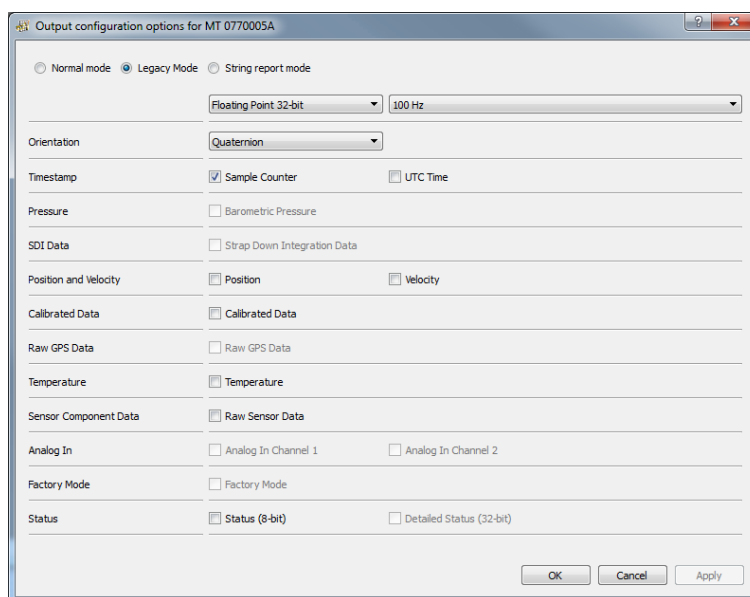 Output configuration options for MT 0770005A
Normal mode Legacy Mode String report mode
Floating Point 32-bit 100 Hz
Orientation Quaternion
Timestamp Sample Counter UTC Time
Pressure Barometric Pressure
SDI Data Strap Down Integration Data
Position and Velocity Position Velocity
Calibrated Data Calibrated Data
Raw GPS Data Raw GPS Data
Temperature Temperature
Sensor Component Data Raw Sensor Data
Analog In Analog In Channel 1 Analog In Channel 2
Factory Mode Factory Mode
Status Status (8-bit) Detailed Status (32-bit)
OK Cancel Apply